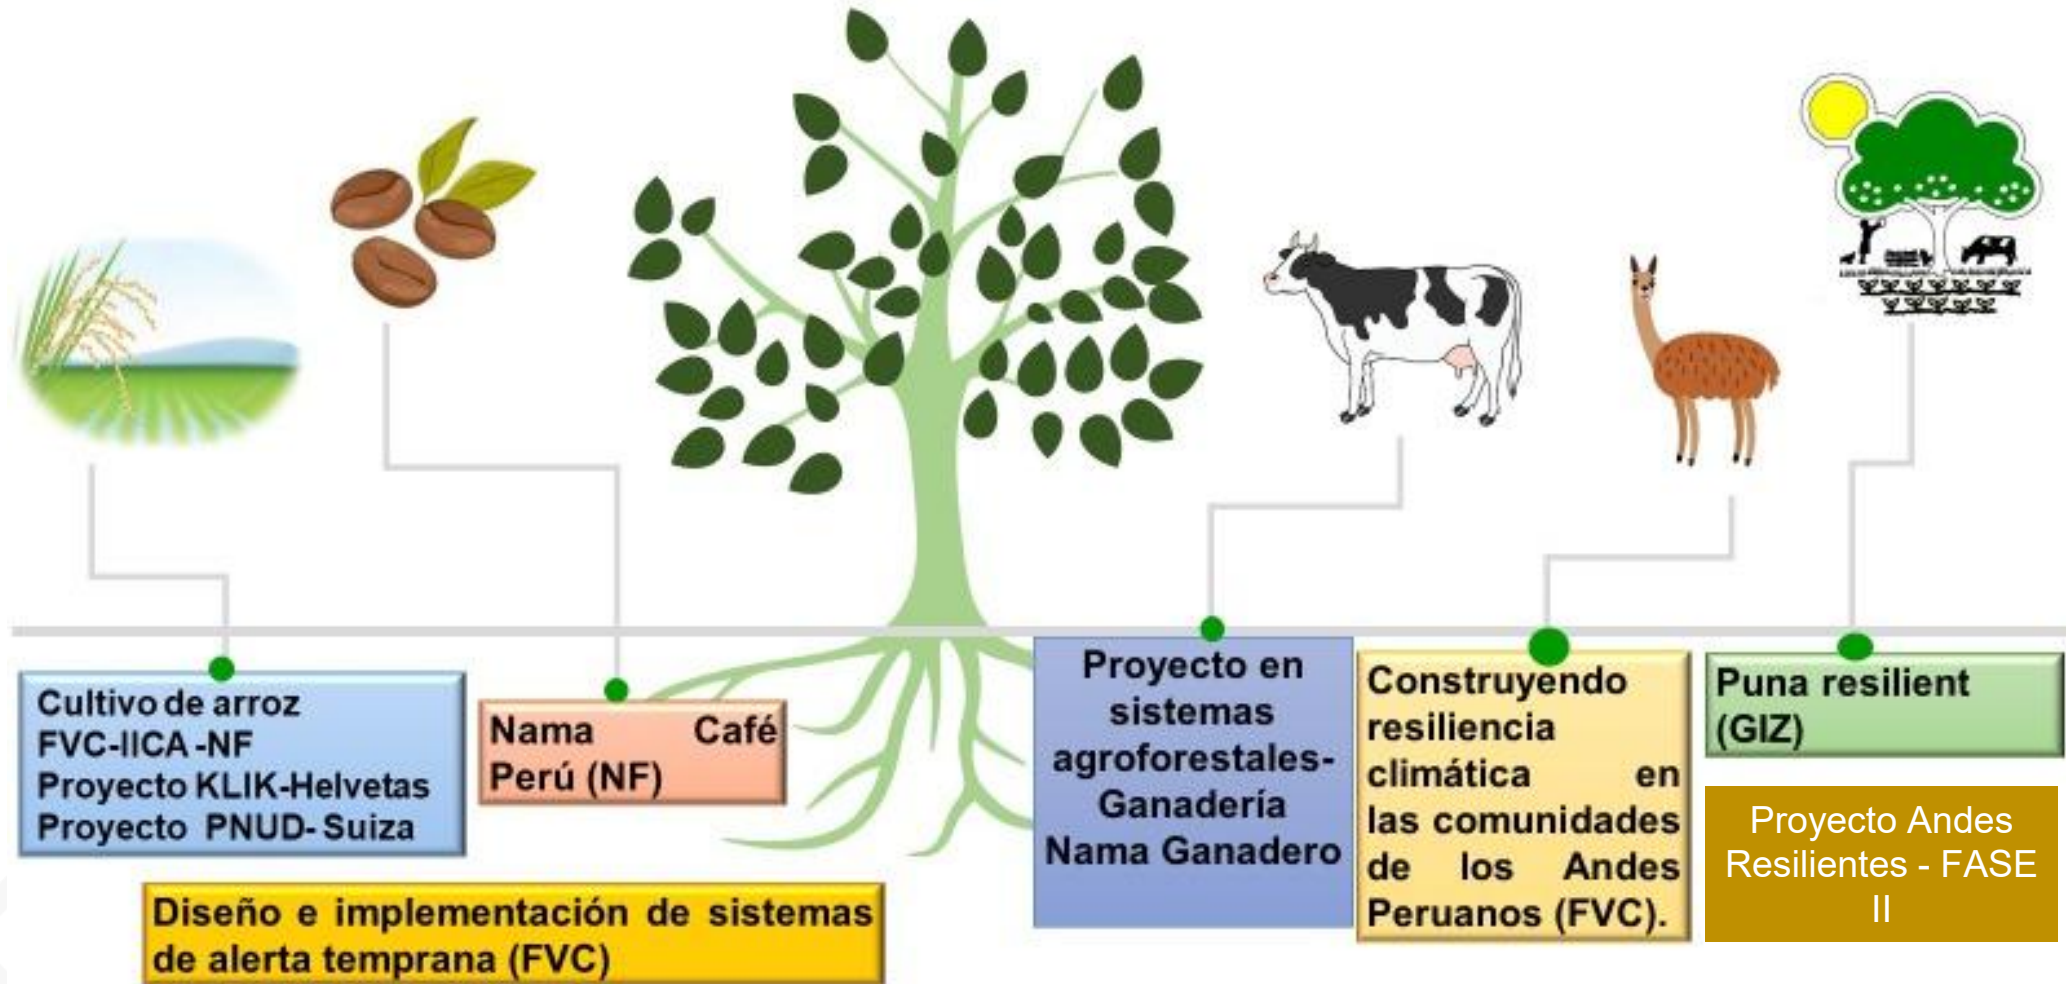 Cultivo de arroz
FVC-IICA -NF
Proyecto KLIK-Helvetas
Proyecto PNUD- Suiza
Nama Café
Perú (NF)
Diseño e implementación de sistemas
de alerta temprana (FVC)
Proyecto en
sistemas
agroforestales-
Ganadería
Nama Ganadero
Construyendo
resiliencia
climática en
las comunidades
de los Andes
Peruanos (FVC).
Puna resilient
(GIZ)
Proyecto Andes
Resilientes - FASE
II